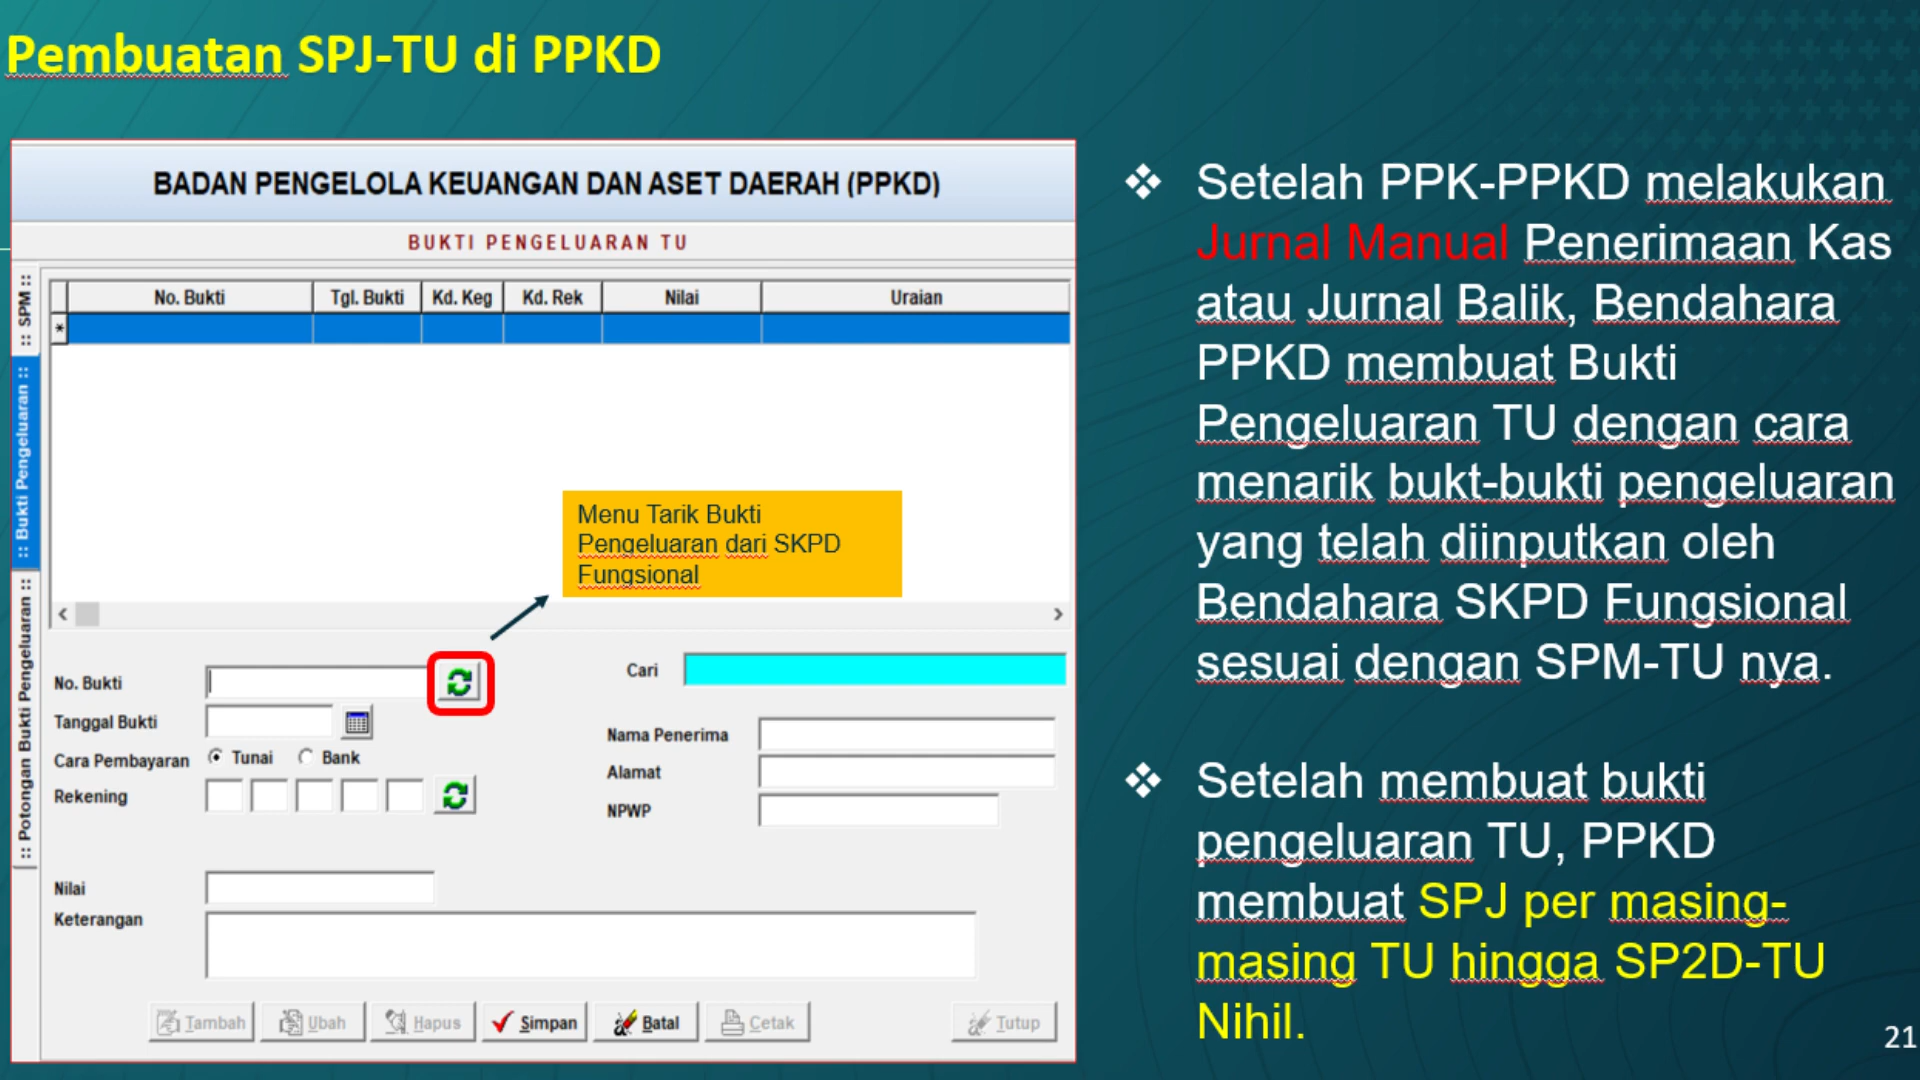 Pembuatan SPJ-TU di PPKD
BADAN PENGELOLA KEUANGAN DAN ASET DAERAH (PPKD)
BUKTI PENGELUARAN TU
:: SPM ::
:: Bukti Pengeluaran ::
:: Potongan Bukti Pengeluaran ::
No. Bukti
Tgl. Bukti
Kd. Keg
Kd. Rek
Nilai
Uraian
*
Menu Tarik Bukti
Pengeluaran dari SKPD
Fungsional
No. Bukti
Cari
Tanggal Bukti
Cara Pembayaran
Tunai
Bank
Rekening
Nama Penerima
Alamat
NPWP
Nilai
Keterangan
Tambah
Ubah
Hapus
Simpan
Batal
Cetak
Tutup
❖ Setelah PPK-PPKD melakukan
Jurnal Manual Penerimaan Kas
atau Jurnal Balik, Bendahara
PPKD membuat Bukti
Pengeluaran TU dengan cara
menarik bukt-bukti pengeluaran
yang telah diinputkan oleh
Bendahara SKPD Fungsional
sesuai dengan SPM-TU nya.
❖ Setelah membuat bukti
pengeluaran TU, PPKD
membuat SPJ per masing-
masing TU hingga SP2D-TU
Nihil.
21